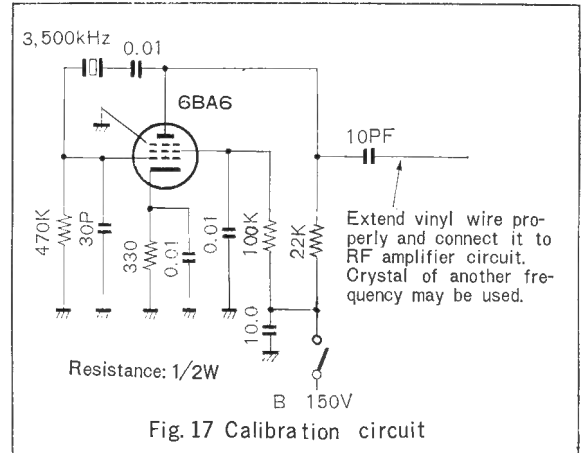 3,500kHz
0.01
6BA6
10PF
470K
30P
330
0.01
0.01
100K
22K
Extend vinyl wire pro-
perly and connect it to
RF amplifier circuit.
Crystal of another fre-
quency may be used.
10.0
Resistance: 1/2W
B 150V
Fig. 17 Calibration circuit